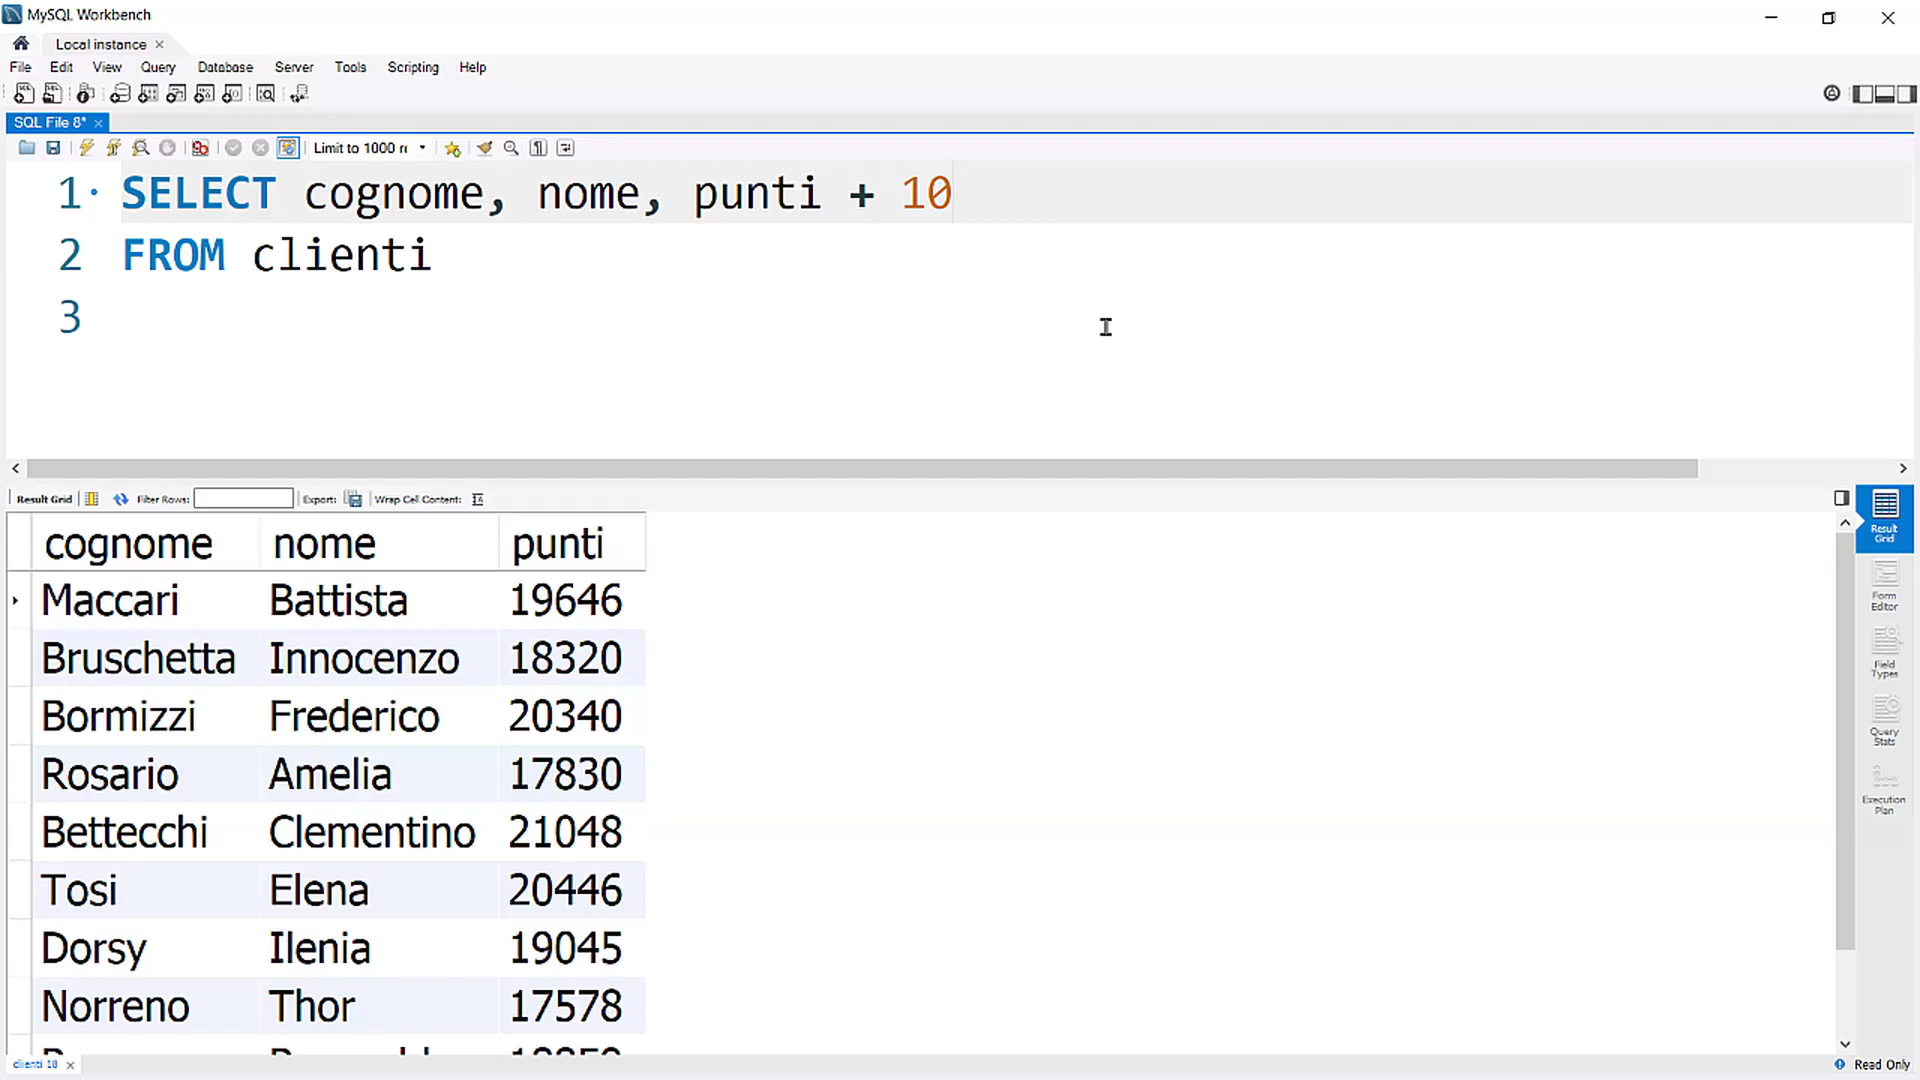 MySQL Workbench
Local instance
File Edit View Query Database Server Tools Scripting Help
SQL File 8*
Limit to 1000 r
1 SELECT cognome, nome, punti + 10
2 FROM clienti
3
Result Grid Filter Rows: Export: Wrap Cell Content:
cognome nome punti
Maccari Battista 19646
Bruschetta Innocenzo 18320
Bormizzi Frederico 20340
Rosario Amelia 17830
Bettecchi Clementino 21048
Tosi Elena 20446
Dorsy Ilenia 19045
Norreno Thor 17578
Result
Grid
Form
Editor
Field
Types
Query
Stats
Execution
Plan
clienti 18
Read Only